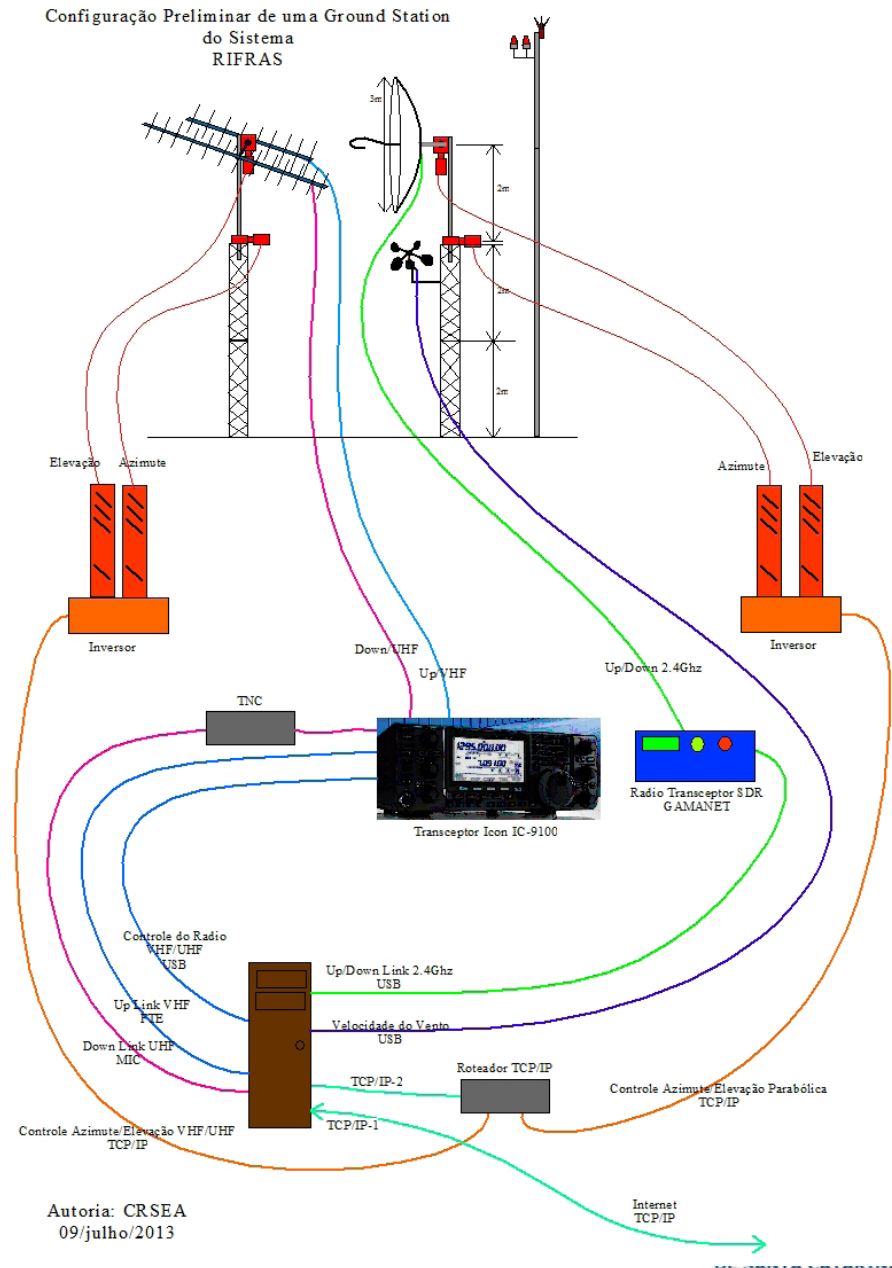 Configuração Preliminar de uma Ground Station
do Sistema
RIFRAS
3m
2m
2m
2m
Elevação
Azimute
Azimute
Elevação
Inversor
Inversor
Down/UHF
Up/VHF
Up/Down 2.4Ghz
TNC
1295.000.00
Radio Transceptor SDR
GAMANET
Transceptor Icon IC-9100
Controle do Radio
VHF/UHF
USB
Up/Down Link 2.4Ghz
USB
Up Link VHF
FTE
Velocidade do Vento
USB
Down Link UHF
MIC
TCP/IP-2
Roteador TCP/IP
Controle Azimute/Elevação Parabólica
TCP/IP
TCP/IP-1
Controle Azimute/Elevação VHF/UHF
TCP/IP
Internet
TCP/IP
Autoria: CRSEA
09/julho/2013